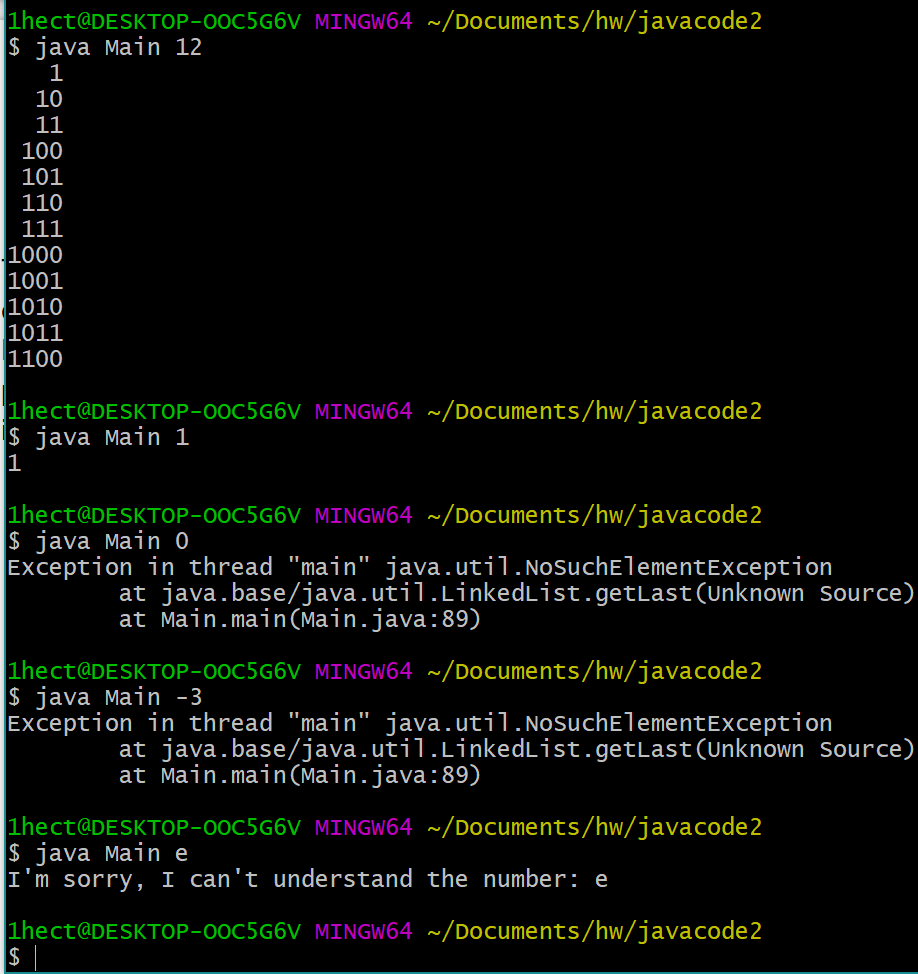 1hect@DESKTOP-OOC5G6V MINGW64 ~/Documents/hw/javacode2
$ java Main 12
   1
  10
  11
 100
 101
 110
 111
1000
1001
1010
1011
1100

1hect@DESKTOP-OOC5G6V MINGW64 ~/Documents/hw/javacode2
$ java Main 1
1

1hect@DESKTOP-OOC5G6V MINGW64 ~/Documents/hw/javacode2
$ java Main 0
Exception in thread "main" java.util.NoSuchElementException
        at java.base/java.util.LinkedList.getLast(Unknown Source)
        at Main.main(Main.java:89)

1hect@DESKTOP-OOC5G6V MINGW64 ~/Documents/hw/javacode2
$ java Main -3
Exception in thread "main" java.util.NoSuchElementException
        at java.base/java.util.LinkedList.getLast(Unknown Source)
        at Main.main(Main.java:89)

1hect@DESKTOP-OOC5G6V MINGW64 ~/Documents/hw/javacode2
$ java Main e
I'm sorry, I can't understand the number: e

1hect@DESKTOP-OOC5G6V MINGW64 ~/Documents/hw/javacode2
$